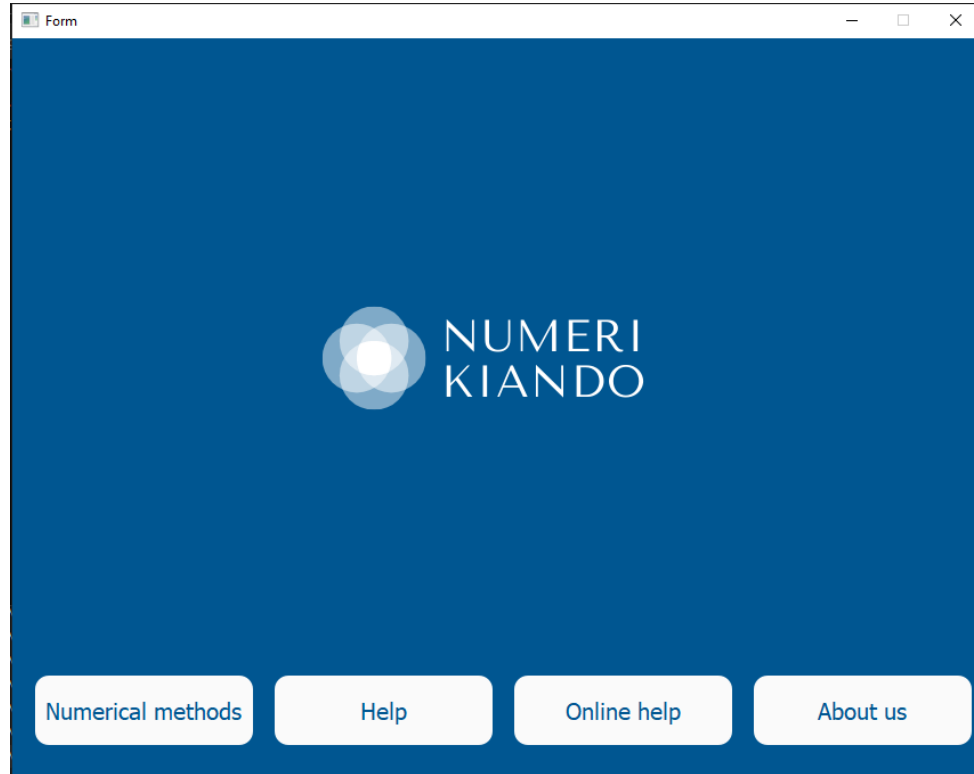 Form
NUMERI
KIANDO
Numerical methods
Help
Online help
About us